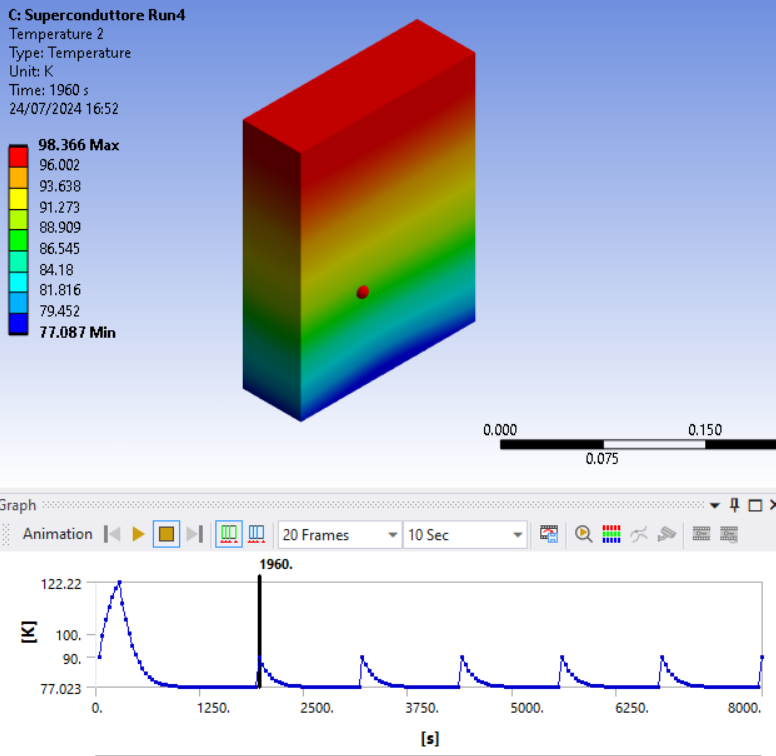 C: Superconduttore Run4
Temperature 2
Type: Temperature
Unit: K
Time: 1960 s
24/07/2024 16:52
98.366 Max
96.002
93.638
91.273
88.909
86.545
84.18
81.816
79.452
77.087 Min
0.000 0.150
0.075
Graph
Animation 20 Frames 10 Sec
1960.
122.22
[K]
100.
90.
77.023
0. 1250. 2500. 3750. 5000. 6250. 8000.
[s]